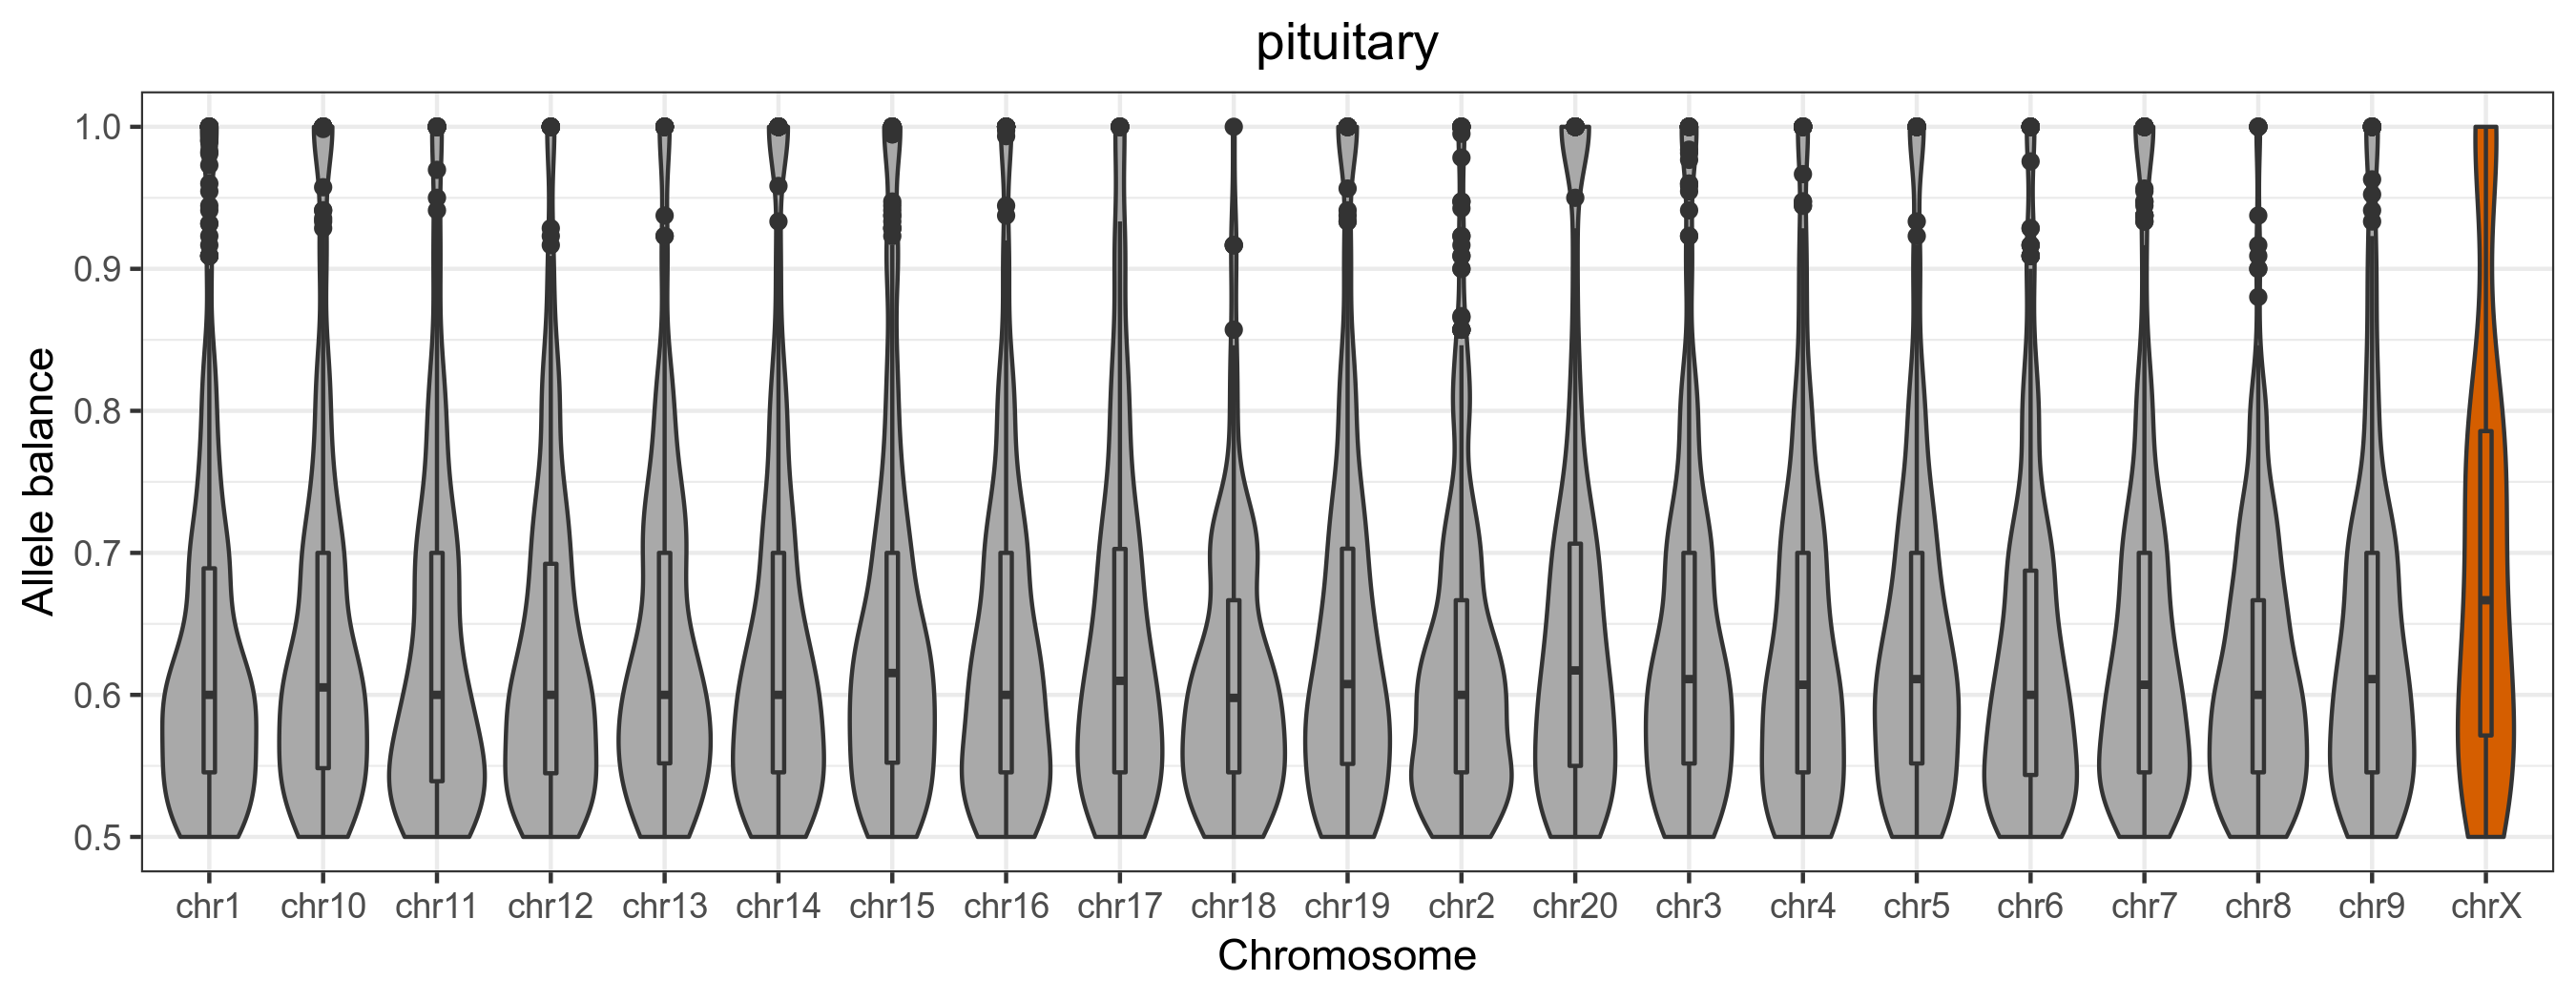 pituitary
Allele balance
1.0
0.9
0.8
0.7
0.6
0.5
chr1 chr10 chr11 chr12 chr13 chr14 chr15 chr16 chr17 chr18 chr19 chr2 chr20 chr3 chr4 chr5 chr6 chr7 chr8 chr9 chrX
Chromosome